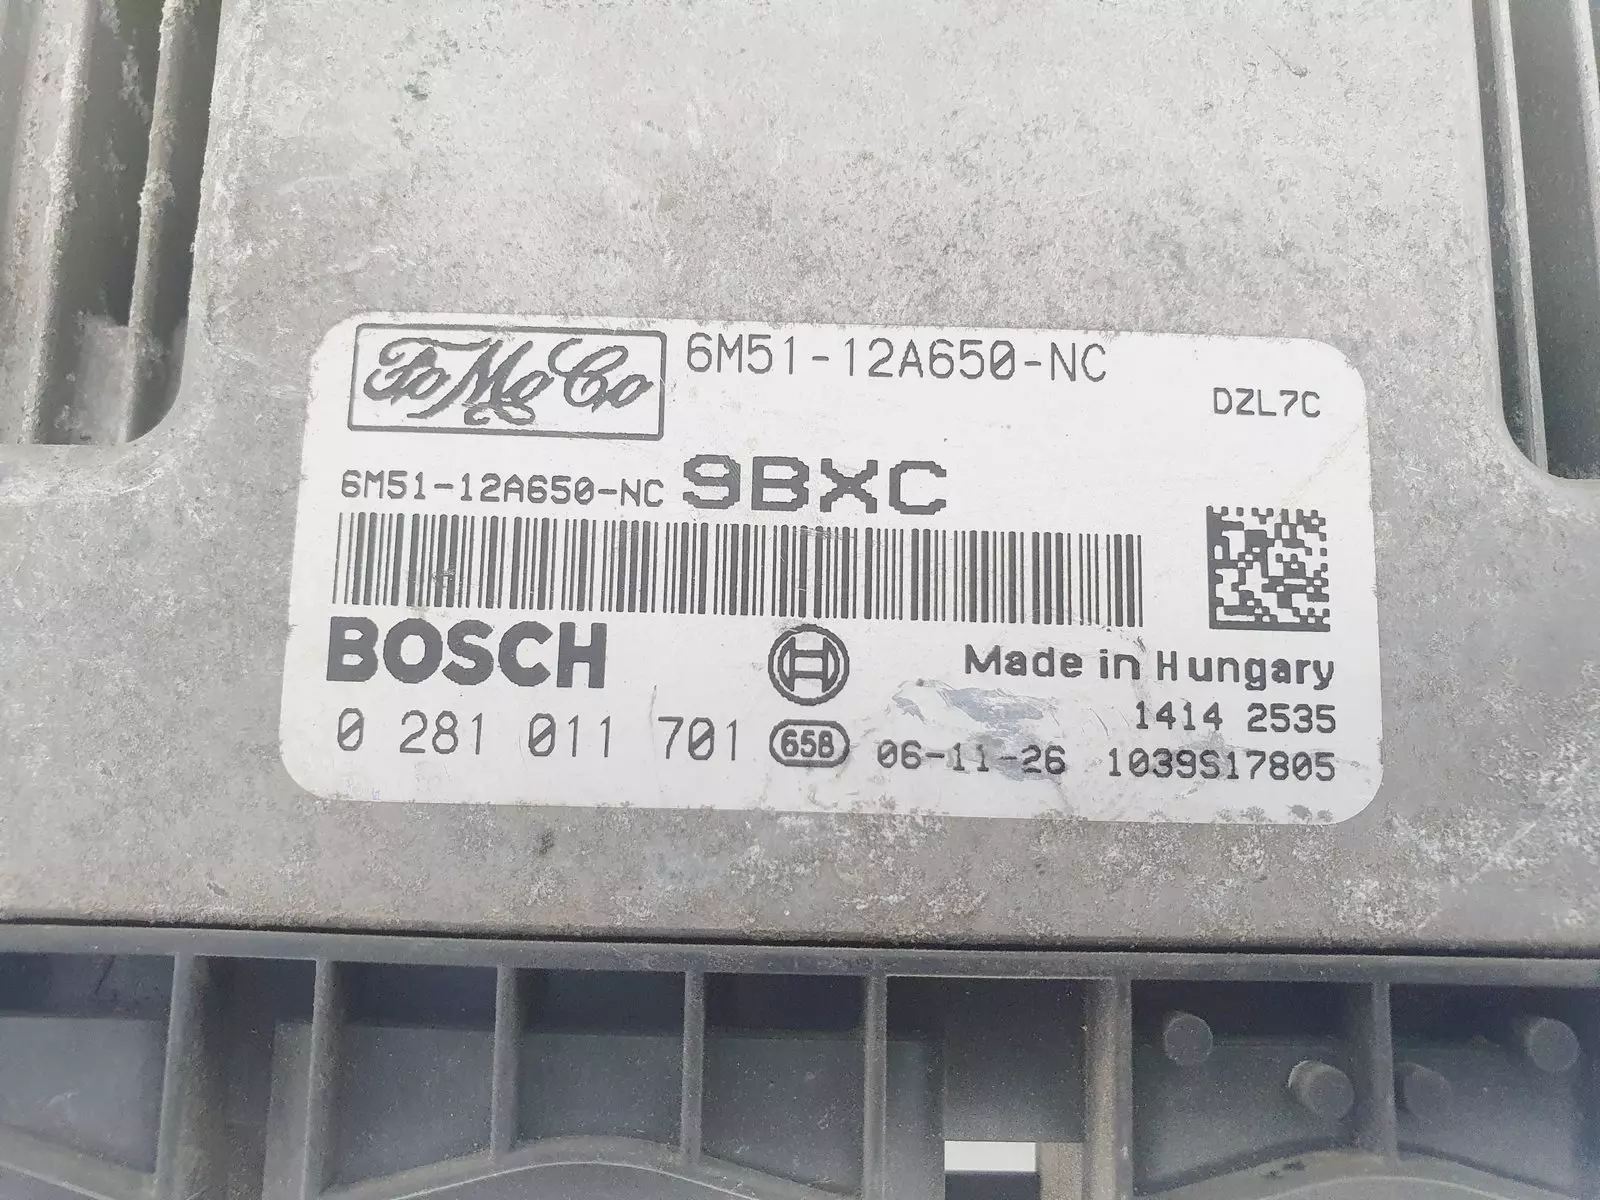 FoMoCo 6M51-12A650-NC
DZL7C
6M51-12A650-NC 9BXC
BOSCH
Made in Hungary
1414 2535
0 281 011 701 658 06-11-26 1039S17805